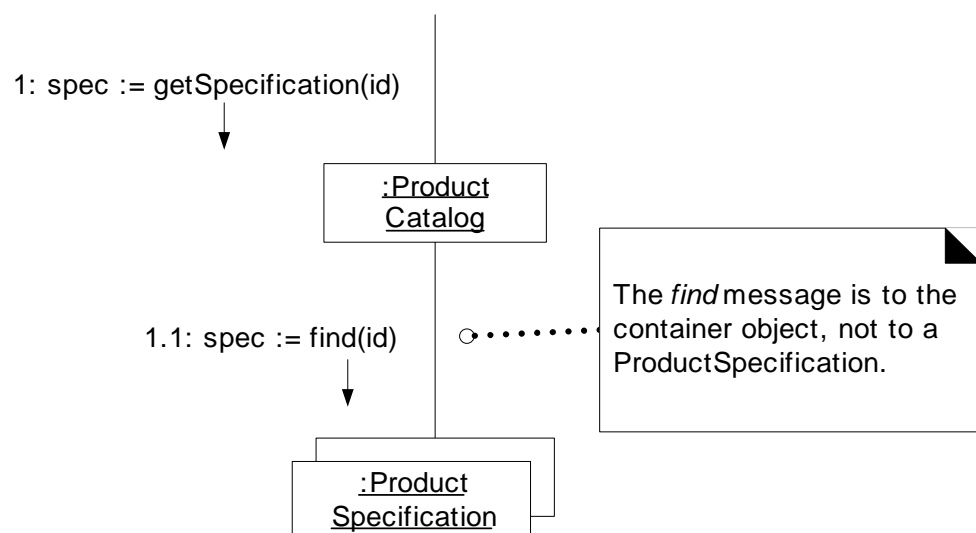 1: spec := getSpecification(id)
:Product
Catalog
The find message is to the
container object, not to a
ProductSpecification.
1.1: spec := find(id)
:Product
Specification